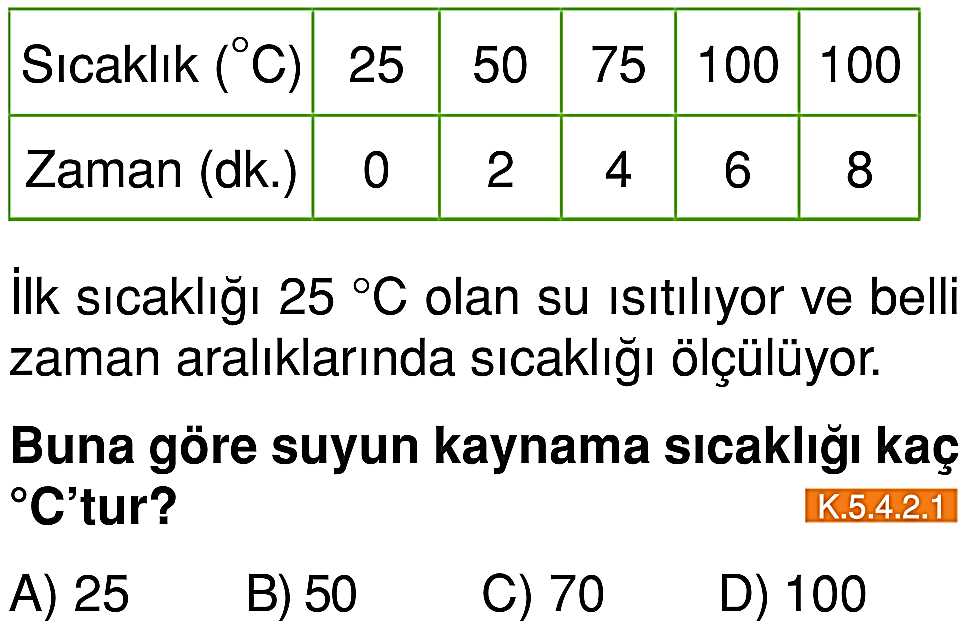 Sıcaklık (°C) 25 50 75 100 100
Zaman (dk.) 0 2 4 6 8
İlk sıcaklığı 25 °C olan su ısıtılıyor ve belli
zaman aralıklarında sıcaklığı ölçülüyor.
Buna göre suyun kaynama sıcaklığı kaç
°C'tur?
K.5.4.2.1
A) 25 B) 50 C) 70 D) 100